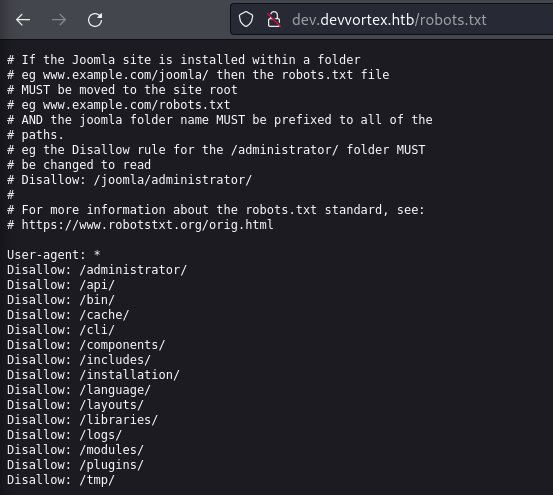 dev.devvortex.htb/robots.txt
# If the Joomla site is installed within a folder
# eg www.example.com/joomla/ then the robots.txt file
# MUST be moved to the site root
# eg www.example.com/robots.txt
# AND the joomla folder name MUST be prefixed to all of the
# paths.
# eg the Disallow rule for the /administrator/ folder MUST
# be changed to read
# Disallow: /joomla/administrator/
#
# For more information about the robots.txt standard, see:
# https://www.robotstxt.org/orig.html
User-agent: *
Disallow: /administrator/
Disallow: /api/
Disallow: /bin/
Disallow: /cache/
Disallow: /cli/
Disallow: /components/
Disallow: /includes/
Disallow: /installation/
Disallow: /language/
Disallow: /layouts/
Disallow: /libraries/
Disallow: /logs/
Disallow: /modules/
Disallow: /plugins/
Disallow: /tmp/